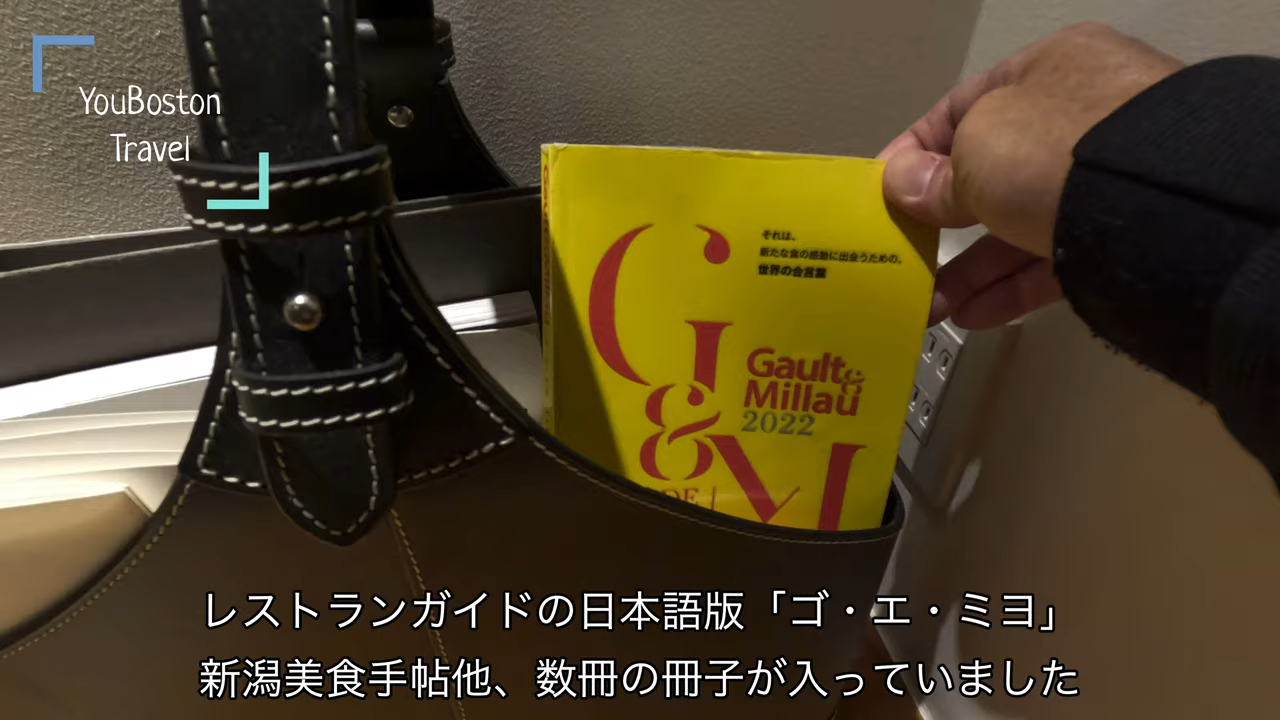 YouBoston
Travel
それは、
新たな食の感動に出会うための。
世界の合言葉
G
&
M
Gault&
Millau
2022
レストランガイドの日本語版「ゴ・エ・ミヨ」
新潟美食手帖他、数冊の冊子が入っていました